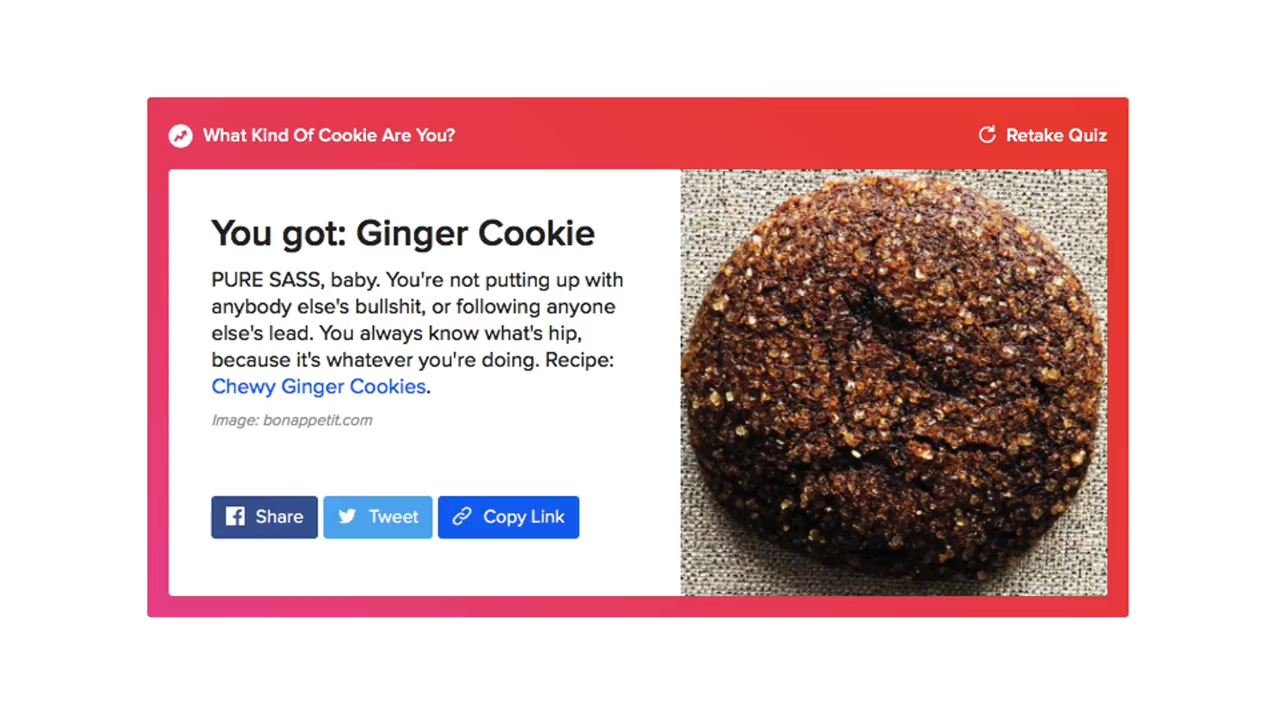 What Kind Of Cookie Are You?
Retake Quiz
You got: Ginger Cookie
PURE SASS, baby. You're not putting up with
anybody else's bullshit, or following anyone
else's lead. You always know what's hip,
because it's whatever you're doing. Recipe:
Chewy Ginger Cookies.
Image: bonappetit.com
Share
Tweet
Copy Link